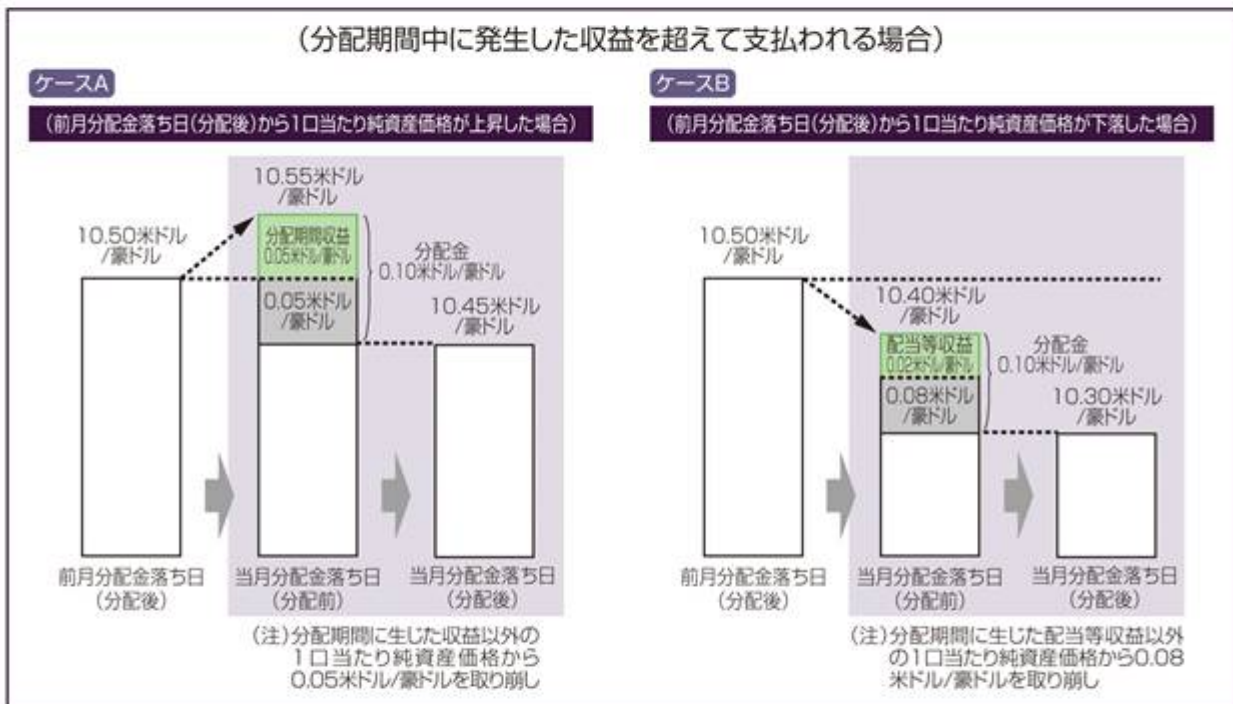 (分配期間中に発生した収益を超えて支払われる場合)
ケースA
(前月分配金落ち日(分配後)から1口当たり純資産価格が上昇した場合)
10.55米ドル
/豪ドル
10.50米ドル
/豪ドル
分配期間収益
0.05米ドル/豪ドル
分配金
0.10米ドル/豪ドル
0.05米ドル
/豪ドル
10.45米ドル
/豪ドル
前月分配金落ち日
(分配後)
当月分配金落ち日
(分配前)
当月分配金落ち日
(分配後)
(注)分配期間に生じた収益以外の
1口当たり純資産価格から
0.05米ドル/豪ドルを取り崩し
ケースB
(前月分配金落ち日(分配後)から1口当たり純資産価格が下落した場合)
10.50米ドル
/豪ドル
10.40米ドル
/豪ドル
配当等収益
0.02米ドル/豪ドル
分配金
0.10米ドル/豪ドル
0.08米ドル
/豪ドル
10.30米ドル
/豪ドル
前月分配金落ち日
(分配後)
当月分配金落ち日
(分配前)
当月分配金落ち日
(分配後)
(注)分配期間に生じた配当等収益以外
の1口当たり純資産価格から0.08
米ドル/豪ドルを取り崩し